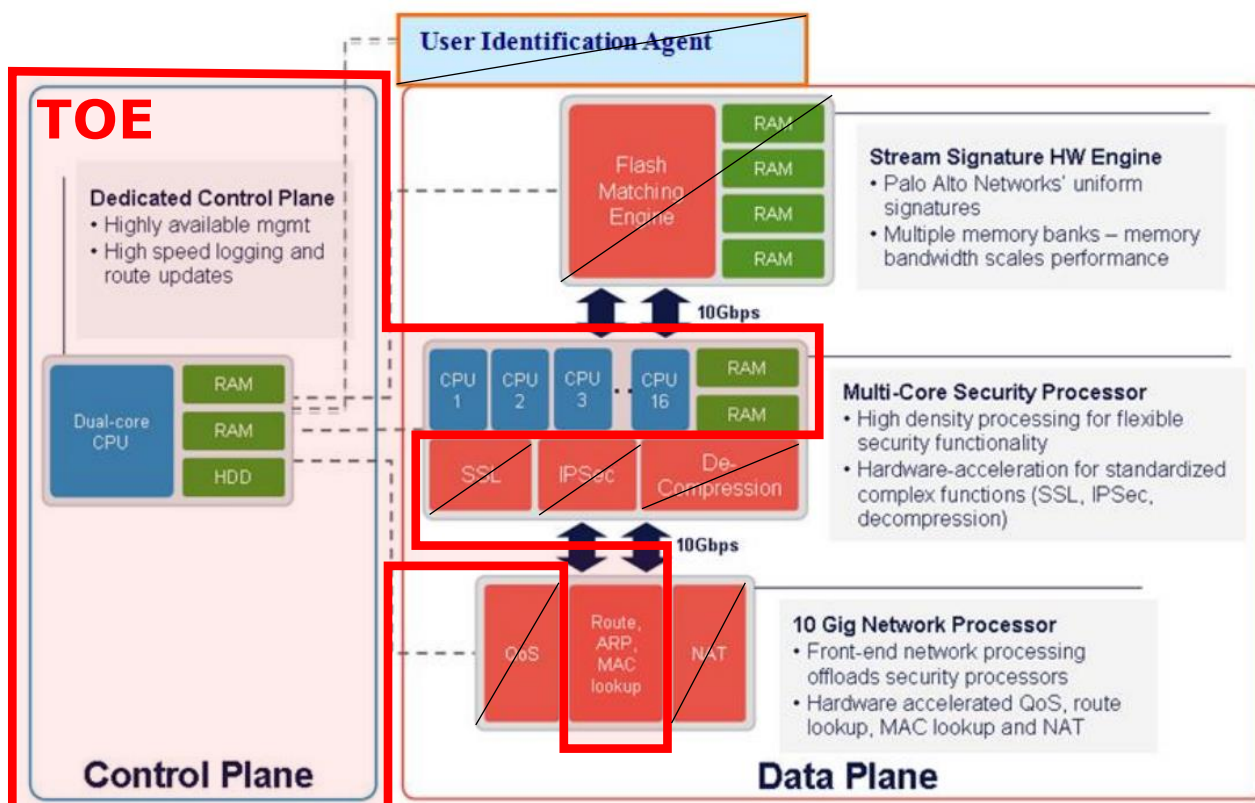 User Identification Agent
TOE
Dedicated Control Plane
• Highly available mgmt
• High speed logging and
route updates
Dual-core
CPU
RAM
RAM
HDD
Control Plane
Flash
Matching
Engine
RAM
RAM
RAM
RAM
Stream Signature HW Engine
• Palo Alto Networks' uniform
signatures
• Multiple memory banks – memory
bandwidth scales performance
10Gbps
CPU
1
CPU
2
CPU
3
..
CPU
16
RAM
RAM
SSL
IPSec
De-
Compression
Multi-Core Security Processor
• High density processing for flexible
security functionality
• Hardware-acceleration for standardized
complex functions (SSL, IPSec,
decompression)
10Gbps
QoS
Route,
ARP,
MAC
lookup
NAT
10 Gig Network Processor
• Front-end network processing
offloads security processors
• Hardware accelerated QoS, route
lookup, MAC lookup and NAT
Data Plane